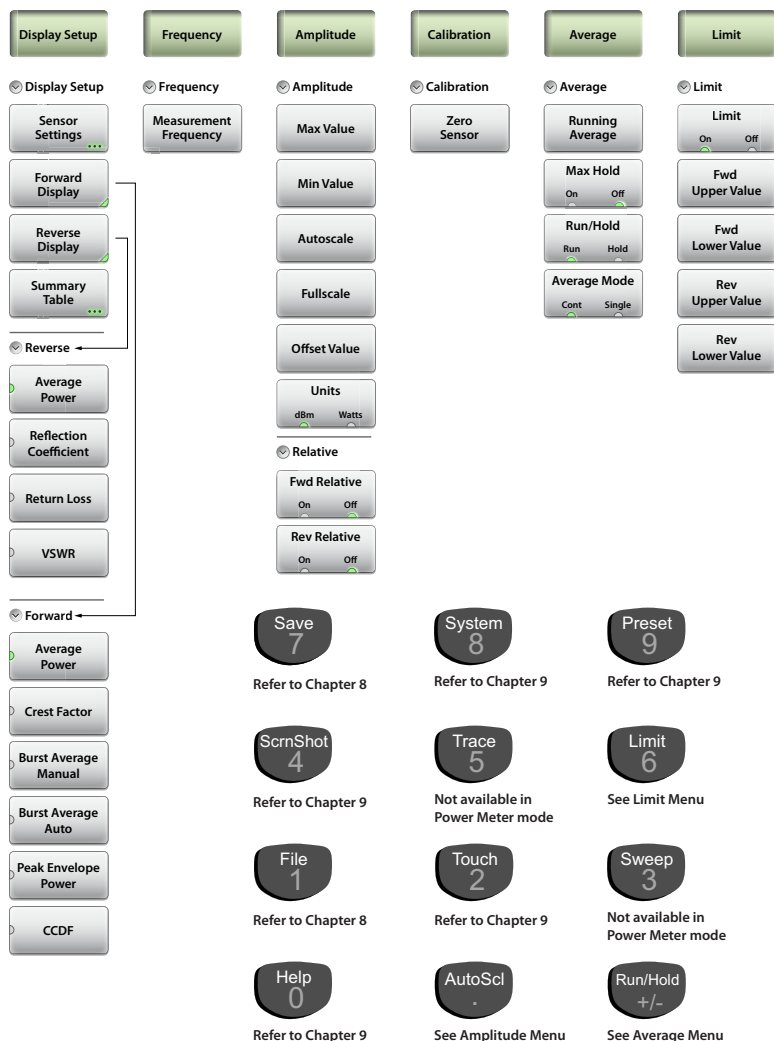 Display Setup
Frequency
Amplitude
Calibration
Average
Limit
Display Setup
Sensor
Settings
Forward
Display
Reverse
Display
Summary
Table
Reverse
Average
Power
Reflection
Coefficient
Return Loss
VSWR
Forward
Average
Power
Crest Factor
Burst Average
Manual
Burst Average
Auto
Peak Envelope
Power
CCDF
Frequency
Measurement
Frequency
Amplitude
Max Value
Min Value
Autoscale
Fullscale
Offset Value
Units
dBm Watts
Relative
Fwd Relative
On Off
Rev Relative
On Off
Calibration
Zero
Sensor
Average
Running
Average
Max Hold
On Off
Run/Hold
Run Hold
Average Mode
Cont Single
Limit
Limit
On Off
Fwd
Upper Value
Fwd
Lower Value
Rev
Upper Value
Rev
Lower Value
Save
7
Refer to Chapter 8
System
8
Refer to Chapter 9
Preset
9
Refer to Chapter 9
ScrnShot
4
Refer to Chapter 9
Trace
5
Not available in
Power Meter mode
Limit
6
See Limit Menu
File
1
Refer to Chapter 8
Touch
2
Refer to Chapter 9
Sweep
3
Not available in
Power Meter mode
Help
0
Refer to Chapter 9
AutoScl
.
See Amplitude Menu
Run/Hold
+/-
See Average Menu